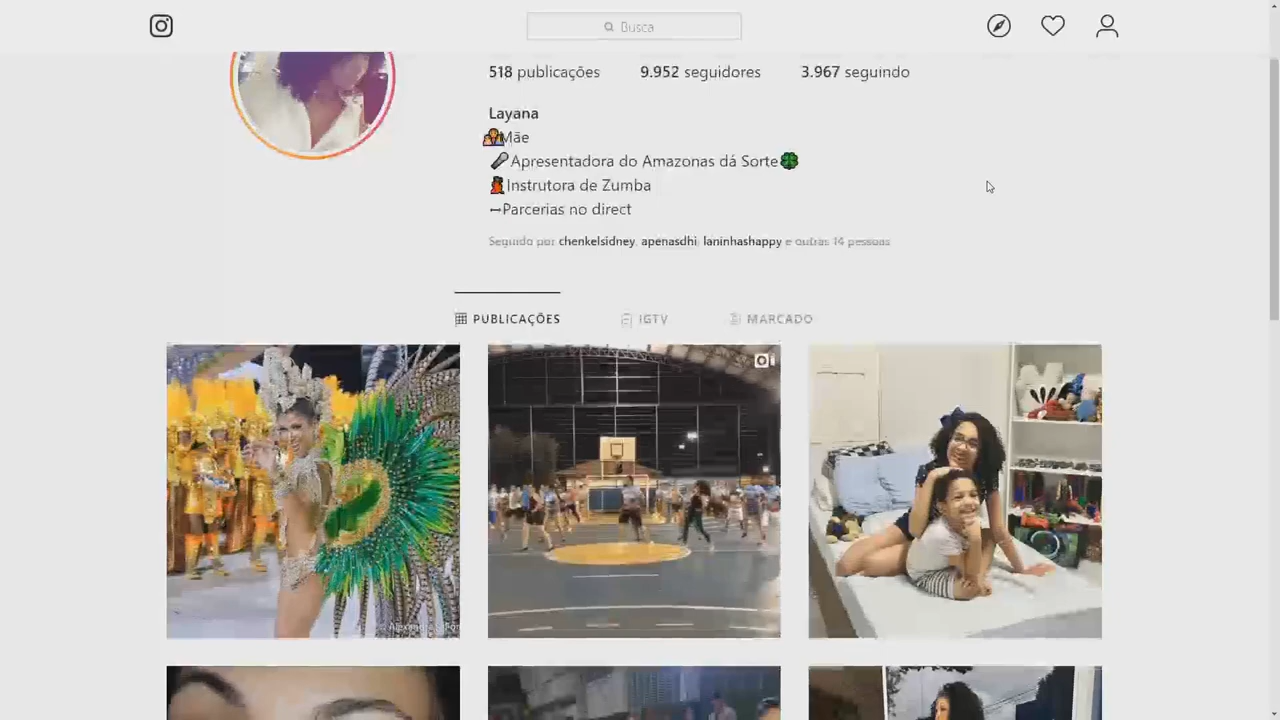 Busca
518 publicações 9.952 seguidores 3.967 seguindo
Layana
Mãe
Apresentadora do Amazonas dá Sorte
Instrutora de Zumba
Parcerias no direct
Seguido por chenkelsidney, apenasdhi, laninhashappy e outras 14 pessoas
PUBLICAÇÕES IGTV MARCADO